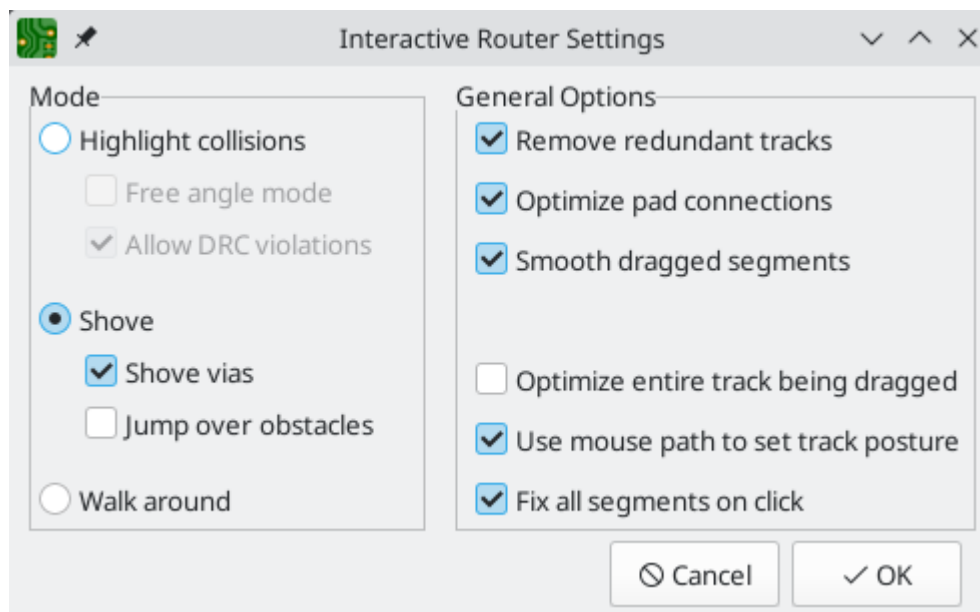 Interactive Router Settings
Mode
Highlight collisions
Free angle mode
Allow DRC violations
Shove
Shove vias
Jump over obstacles
Walk around
General Options
Remove redundant tracks
Optimize pad connections
Smooth dragged segments
Optimize entire track being dragged
Use mouse path to set track posture
Fix all segments on click
Cancel
OK